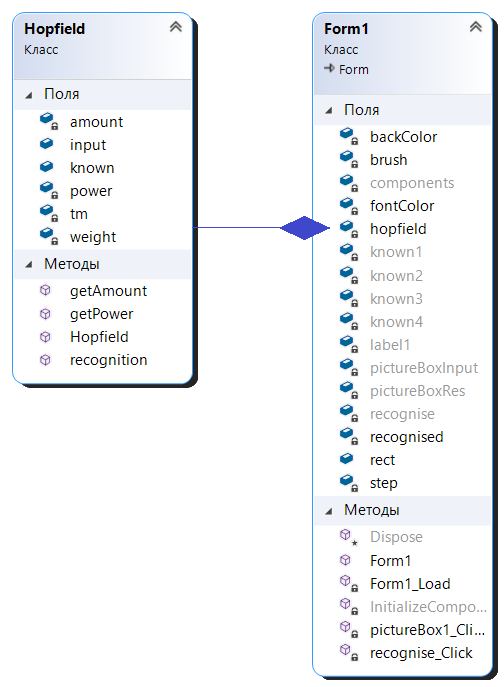 Hopfield
Класс
Поля
amount
input
known
power
tm
weight
Методы
getAmount
getPower
Hopfield
recognition
Form1
Класс
Form
Поля
backColor
brush
components
fontColor
hopfield
known1
known2
known3
known4
label1
pictureBoxInput
pictureBoxRes
recognise
recognised
rect
step
Методы
Dispose
Form1
Form1_Load
InitializeCompo...
pictureBox1_Cli...
recognise_Click